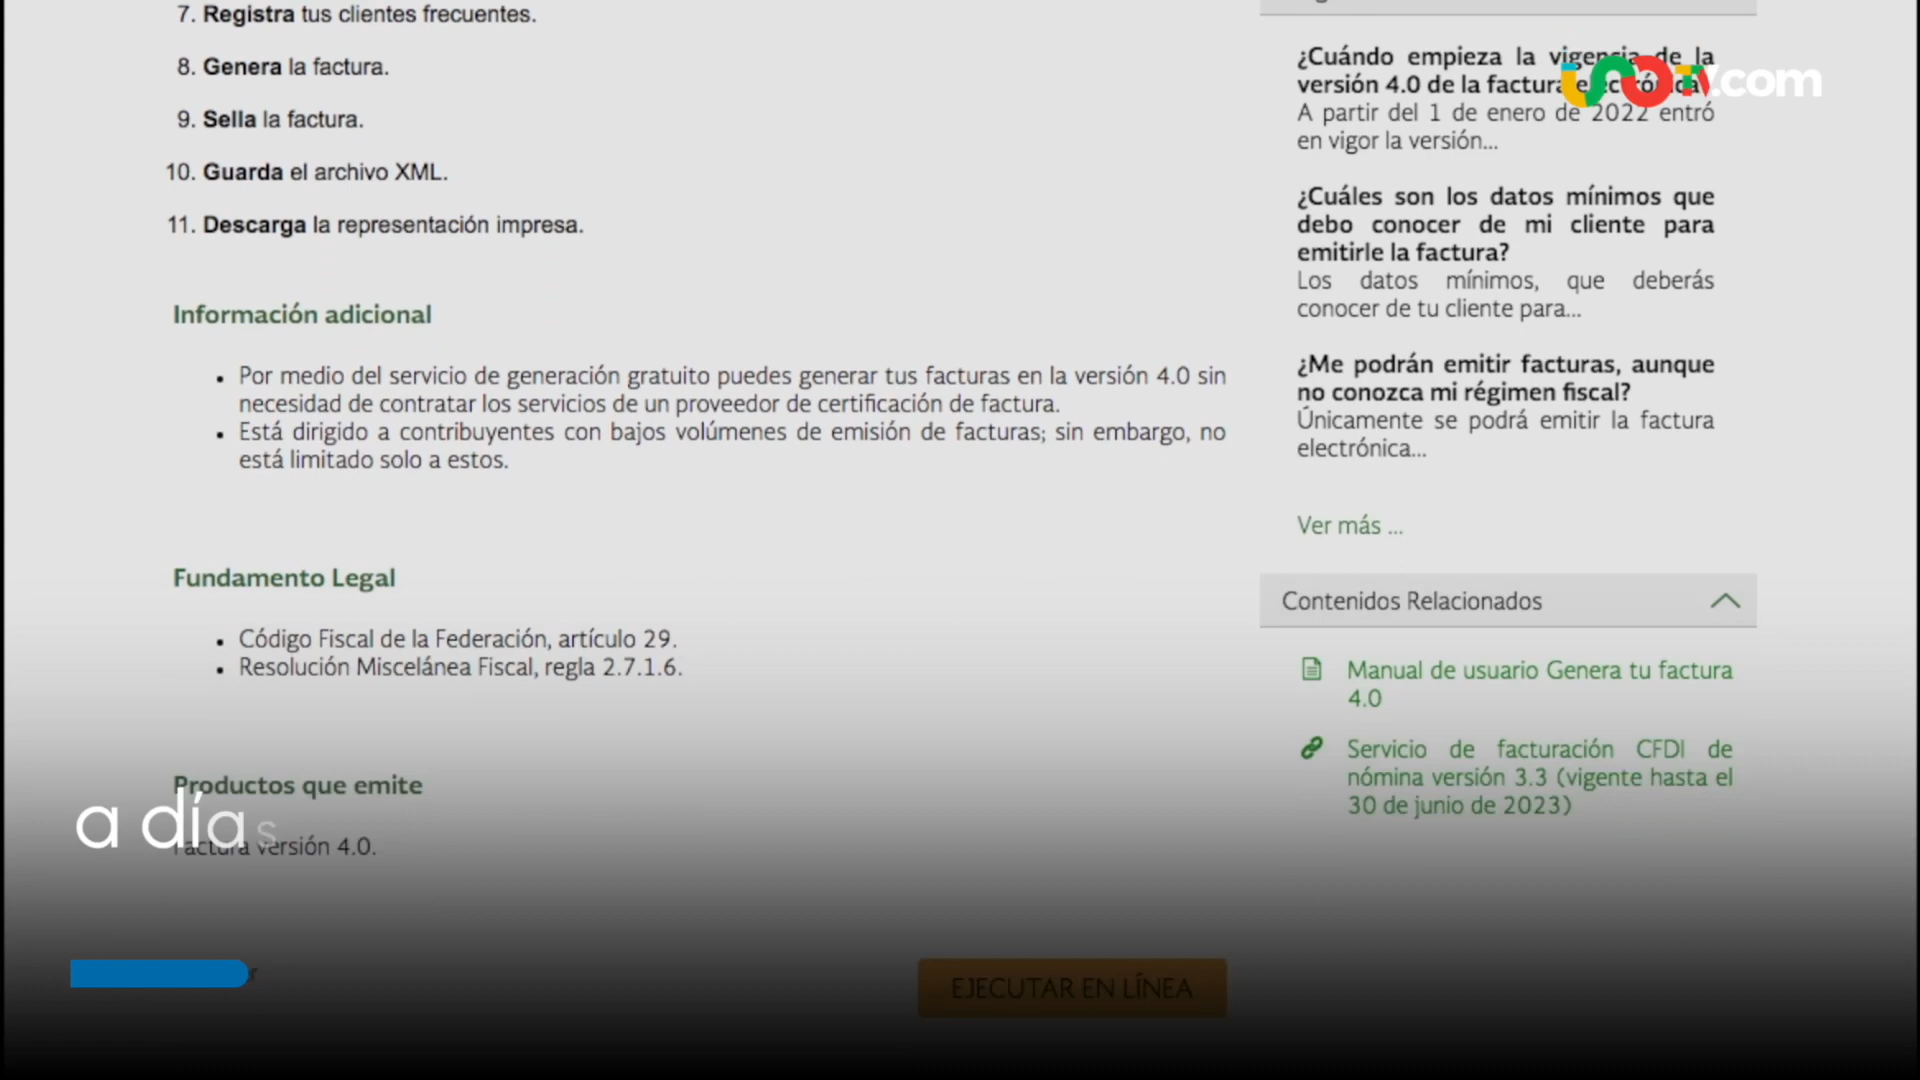 7. Registra tus clientes frecuentes.
8. Genera la factura.
9. Sella la factura.
10. Guarda el archivo XML.
11. Descarga la representación impresa.
Información adicional
• Por medio del servicio de generación gratuito puedes generar tus facturas en la versión 4.0 sin
necesidad de contratar los servicios de un proveedor de certificación de factura.
• Está dirigido a contribuyentes con bajos volúmenes de emisión de facturas; sin embargo, no
está limitado solo a estos.
Fundamento Legal
• Código Fiscal de la Federación, artículo 29.
• Resolución Miscelánea Fiscal, regla 2.7.1.6.
Productos que emite
Factura versión 4.0.
a días
EJECUTAR EN LÍNEA
unoTV.com
¿Cuándo empieza la vigencia de la
versión 4.0 de la factura electrónica
A partir del 1 de enero de 2022 entró
en vigor la versión...
¿Cuáles son los datos mínimos que
debo conocer de mi cliente para
emitirle la factura?
Los datos mínimos, que deberás
conocer de tu cliente para...
¿Me podrán emitir facturas, aunque
no conozca mi régimen fiscal?
Únicamente se podrá emitir la factura
electrónica...
Ver más ...
Contenidos Relacionados
Manual de usuario Genera tu factura
4.0
Servicio de facturación CFDI de
nómina versión 3.3 (vigente hasta el
30 de junio de 2023)